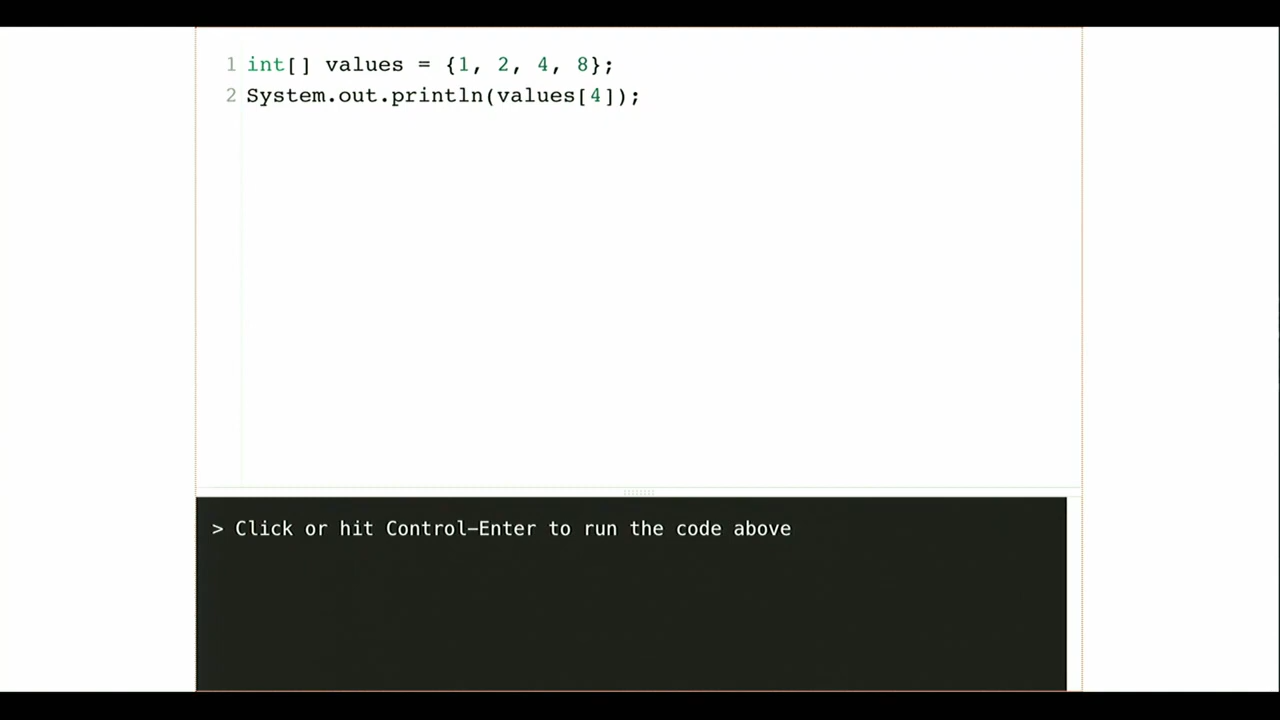 1 int[] values = {1, 2, 4, 8};
2 System.out.println(values[4]);
> Click or hit Control-Enter to run the code above